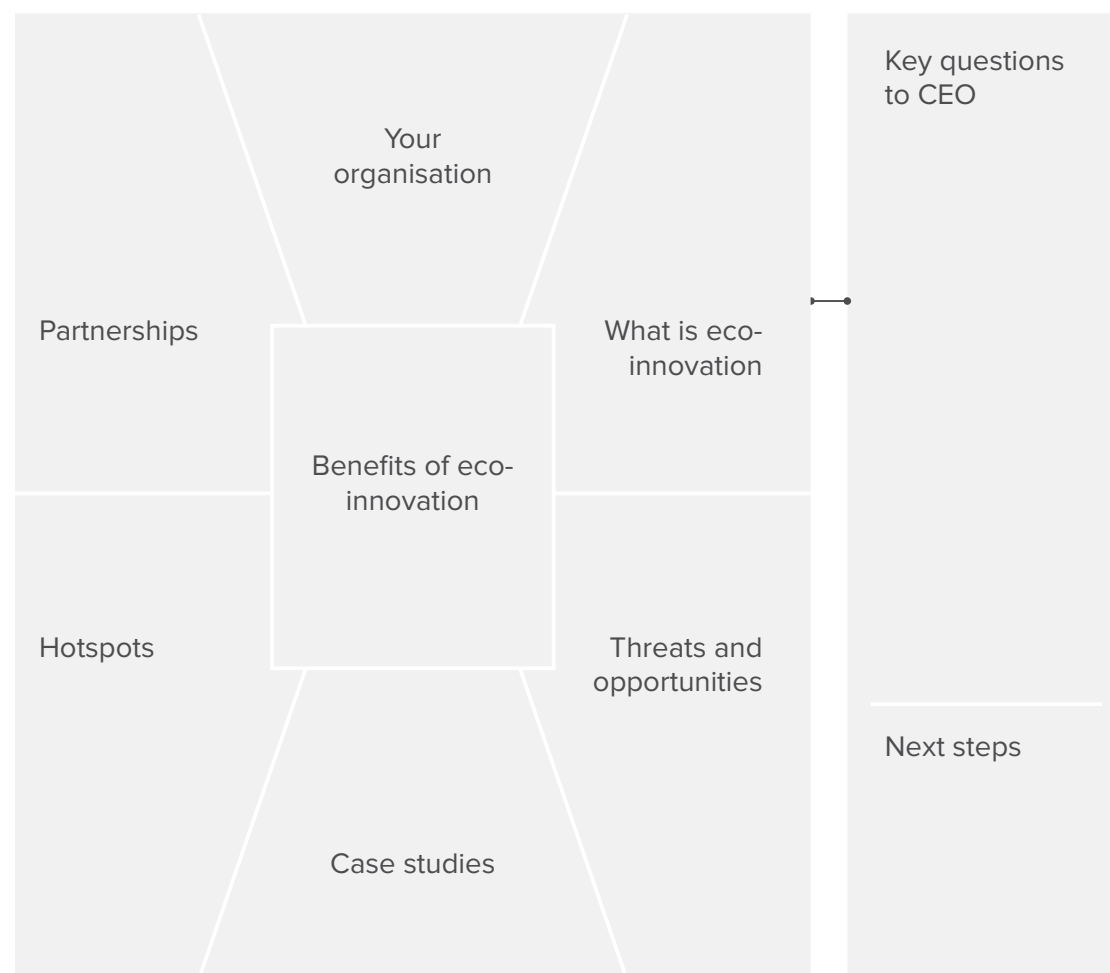 Your
organisation
Partnerships
What is eco-
innovation
Benefits of eco-
innovation
Hotspots
Threats and
opportunities
Case studies
Key questions
to CEO
Next steps